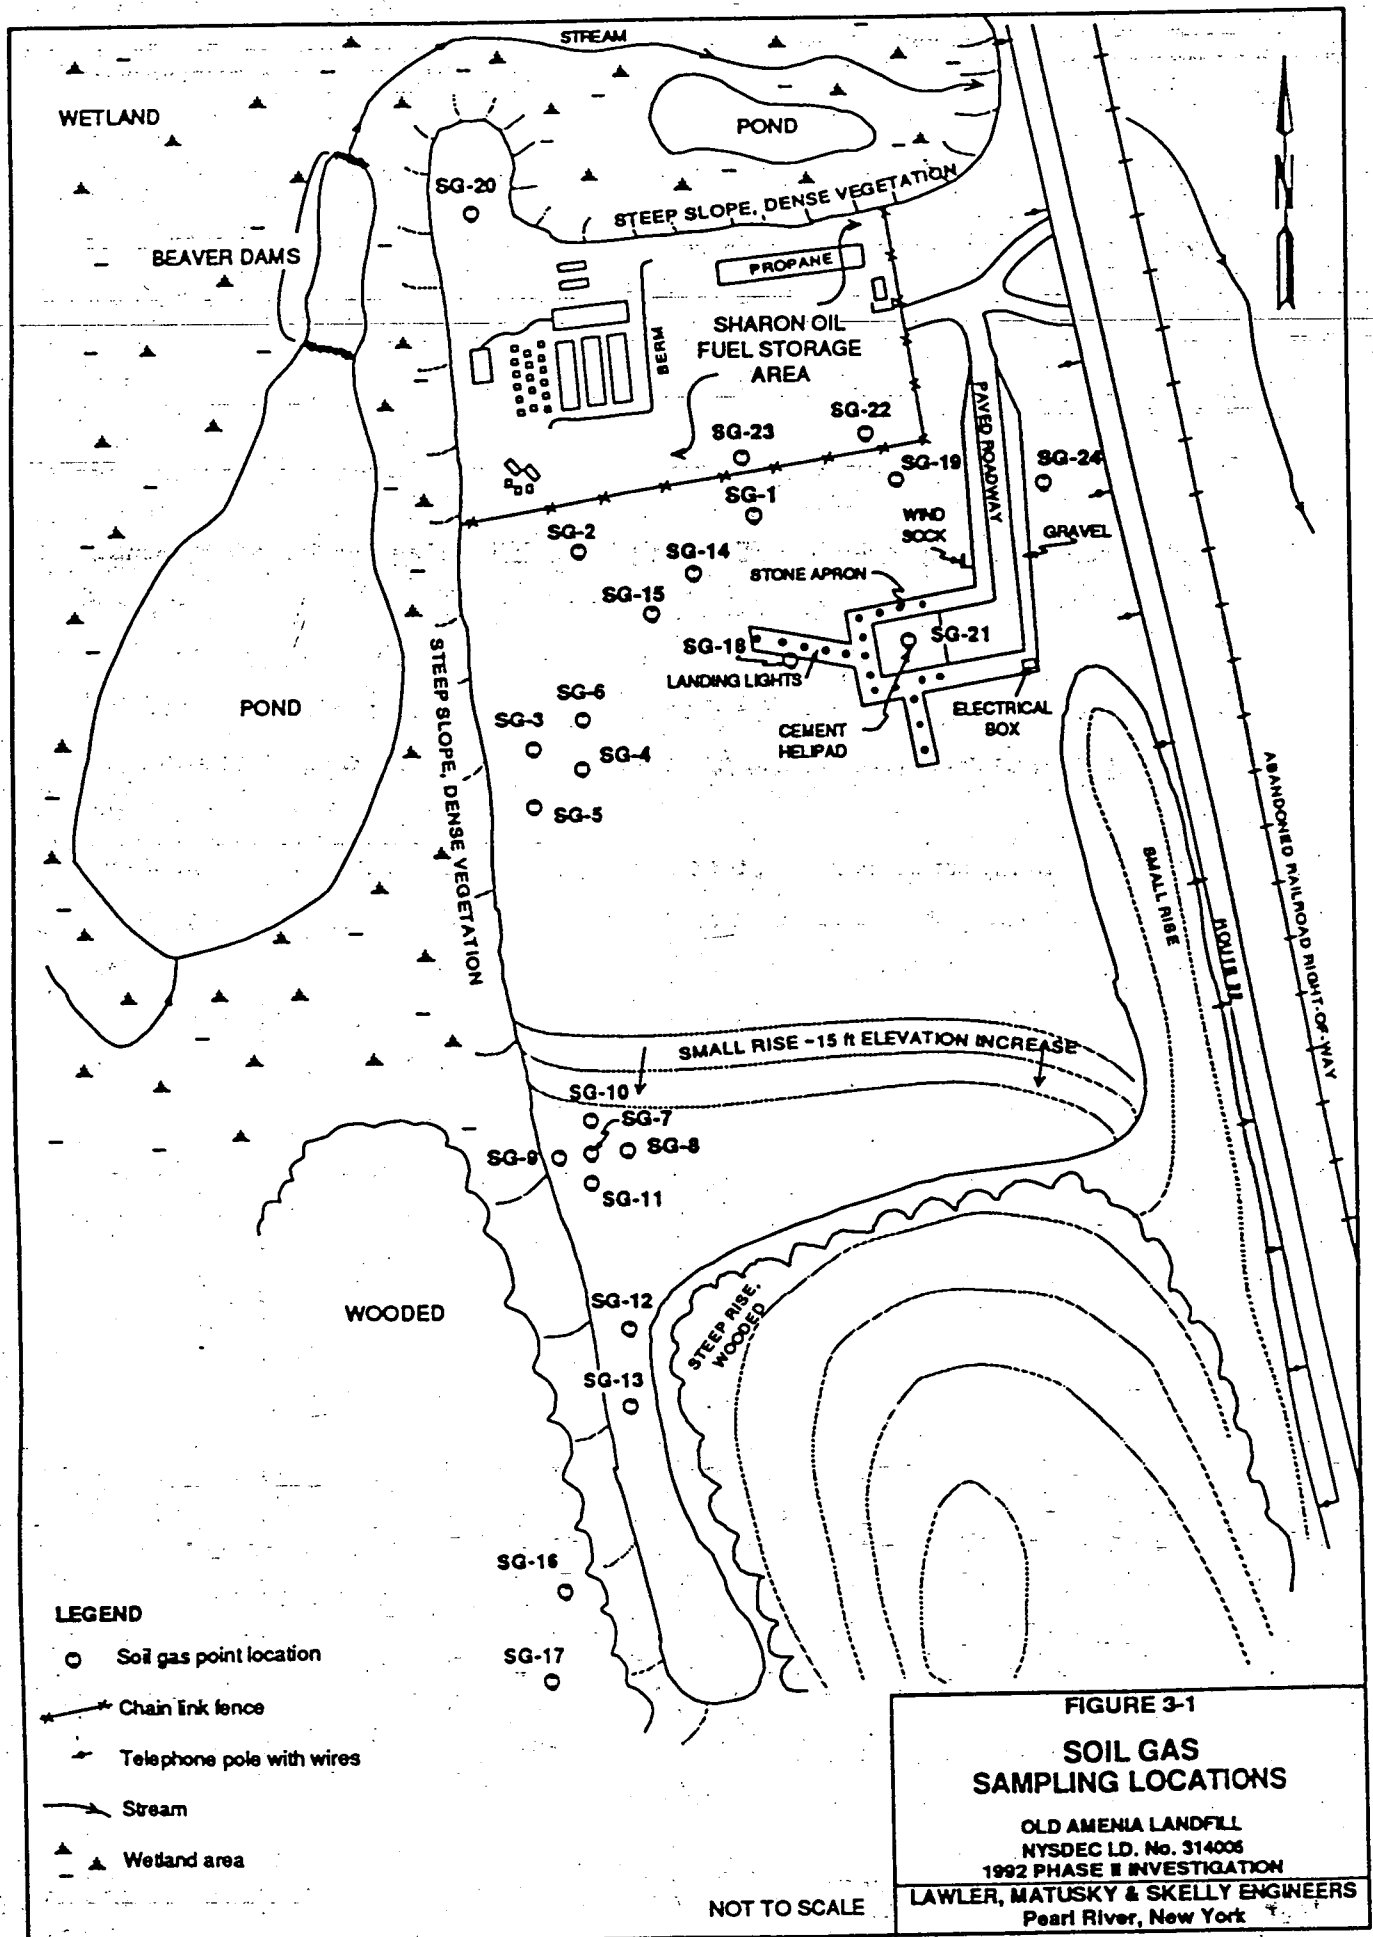 STREAM
WETLAND
POND
SG-20
STEEP SLOPE, DENSE VEGETATION
BEAVER DAMS
PROPANE
SHARON OIL
FUEL STORAGE
AREA
BERM
PAVED ROADWAY
SG-22
SG-23
SG-19
SG-24
SG-1
WIND
SOCK
GRAVEL
SG-2
SG-14
STONE APRON
SG-15
SG-18
SG-21
LANDING LIGHTS
STEEP SLOPE, DENSE VEGETATION
SG-6
POND
SG-3
CEMENT
HELIPAD
ELECTRICAL
BOX
SG-4
SG-5
ABANDONED RAILROAD RIGHT-OF-WAY
SMALL RISE
ROUTE 22
SMALL RISE ~15 ft ELEVATION INCREASE
SG-10
SG-7
SG-9
SG-8
SG-11
WOODED
SG-12
STEEP RISE,
WOODED
SG-13
SG-16
SG-17
LEGEND
Soil gas point location
Chain link fence
Telephone pole with wires
Stream
Wetland area
NOT TO SCALE
FIGURE 3-1
SOIL GAS
SAMPLING LOCATIONS
OLD AMENIA LANDFILL
NYSDEC I.D. No. 314006
1992 PHASE II INVESTIGATION
LAWLER, MATUSKY & SKELLY ENGINEERS
Pearl River, New York